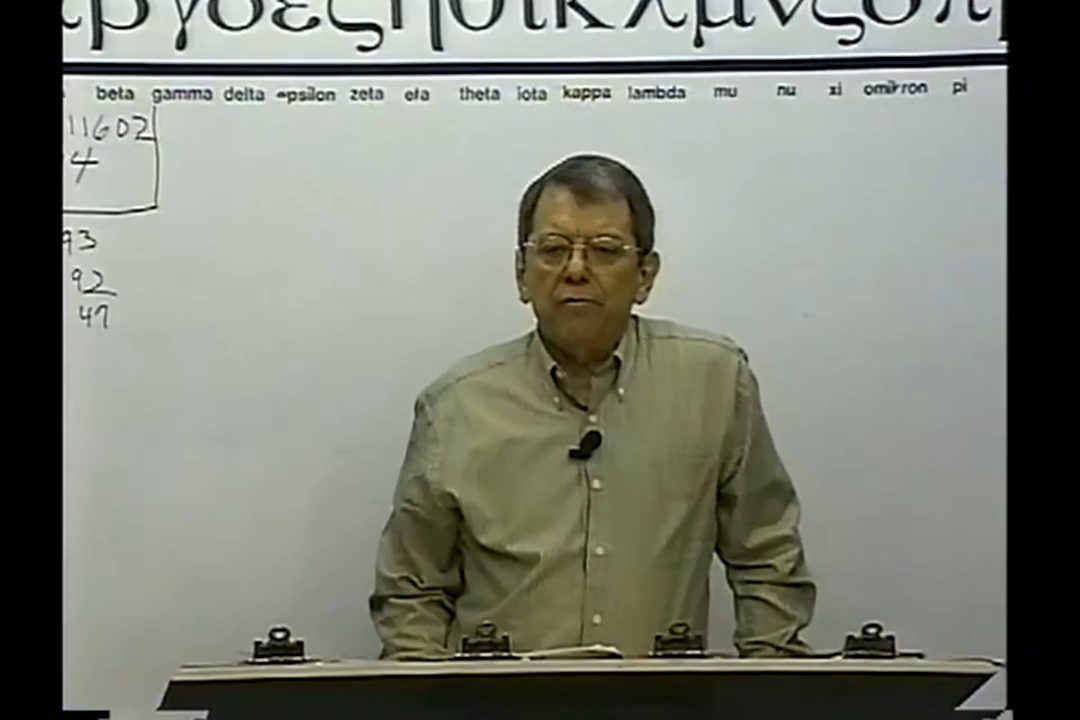 βγδεζηθικλμνξοπ
beta gamma delta epsilon zeta eta theta iota kappa lambda mu nu xi omikron pi
11602
4
93
92
47